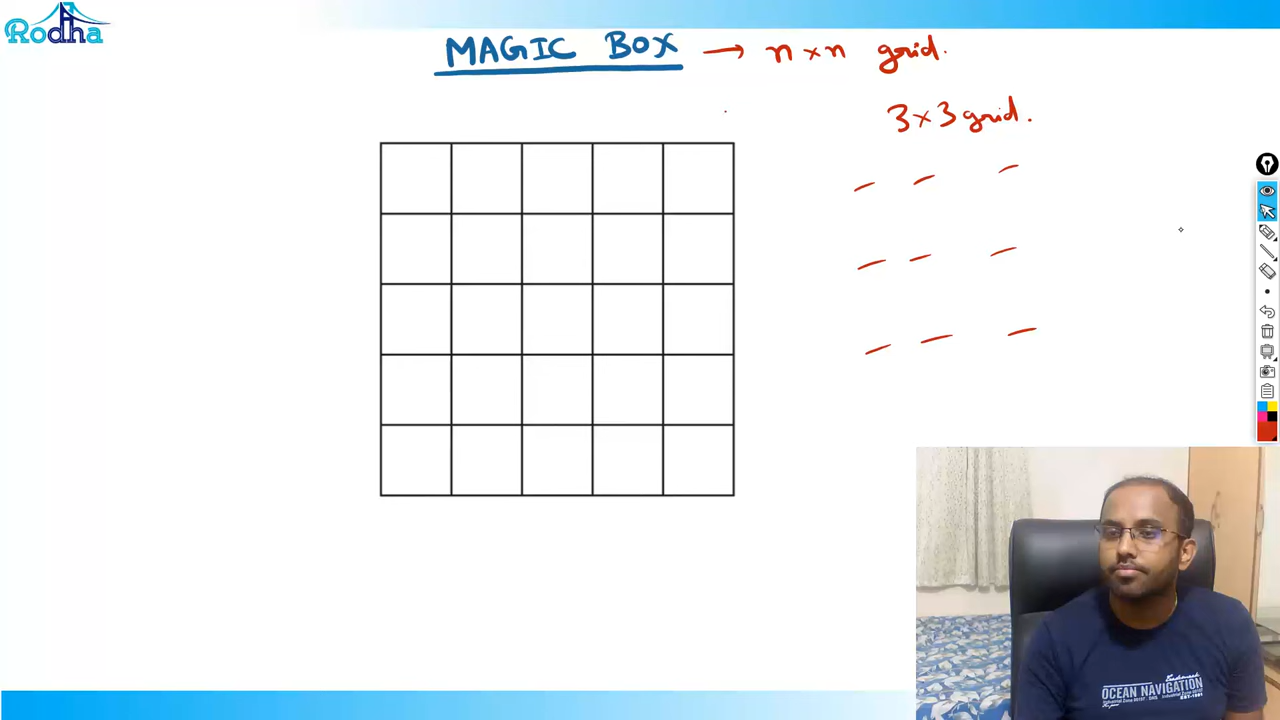 Rodha
MAGIC BOX → n × n grid.
3 × 3 grid.
OCEAN NAVIGATION